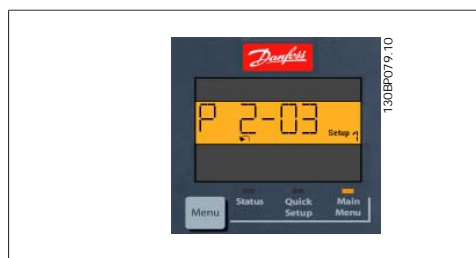 Danfoss
130BP079.10
P 2-03
Setup 1
Status
Quick
Setup
Main
Menu
Menu